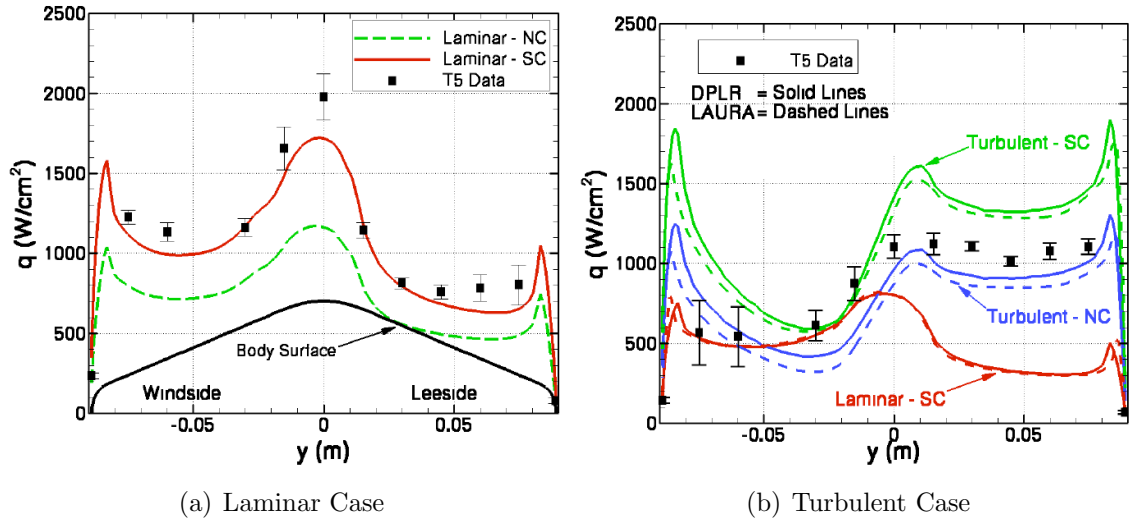 2500
2000
1500
1000
500
0
q (W/cm²)
Laminar - NC
Laminar - SC
T5 Data
Body Surface
Windside
Leeside
-0.05
0
0.05
y (m)
(a) Laminar Case
2500
2000
1500
1000
500
0
q (W/cm²)
T5 Data
DPLR = Solid Lines
LAURA = Dashed Lines
Turbulent - SC
Turbulent - NC
Laminar - SC
-0.05
0
0.05
y (m)
(b) Turbulent Case